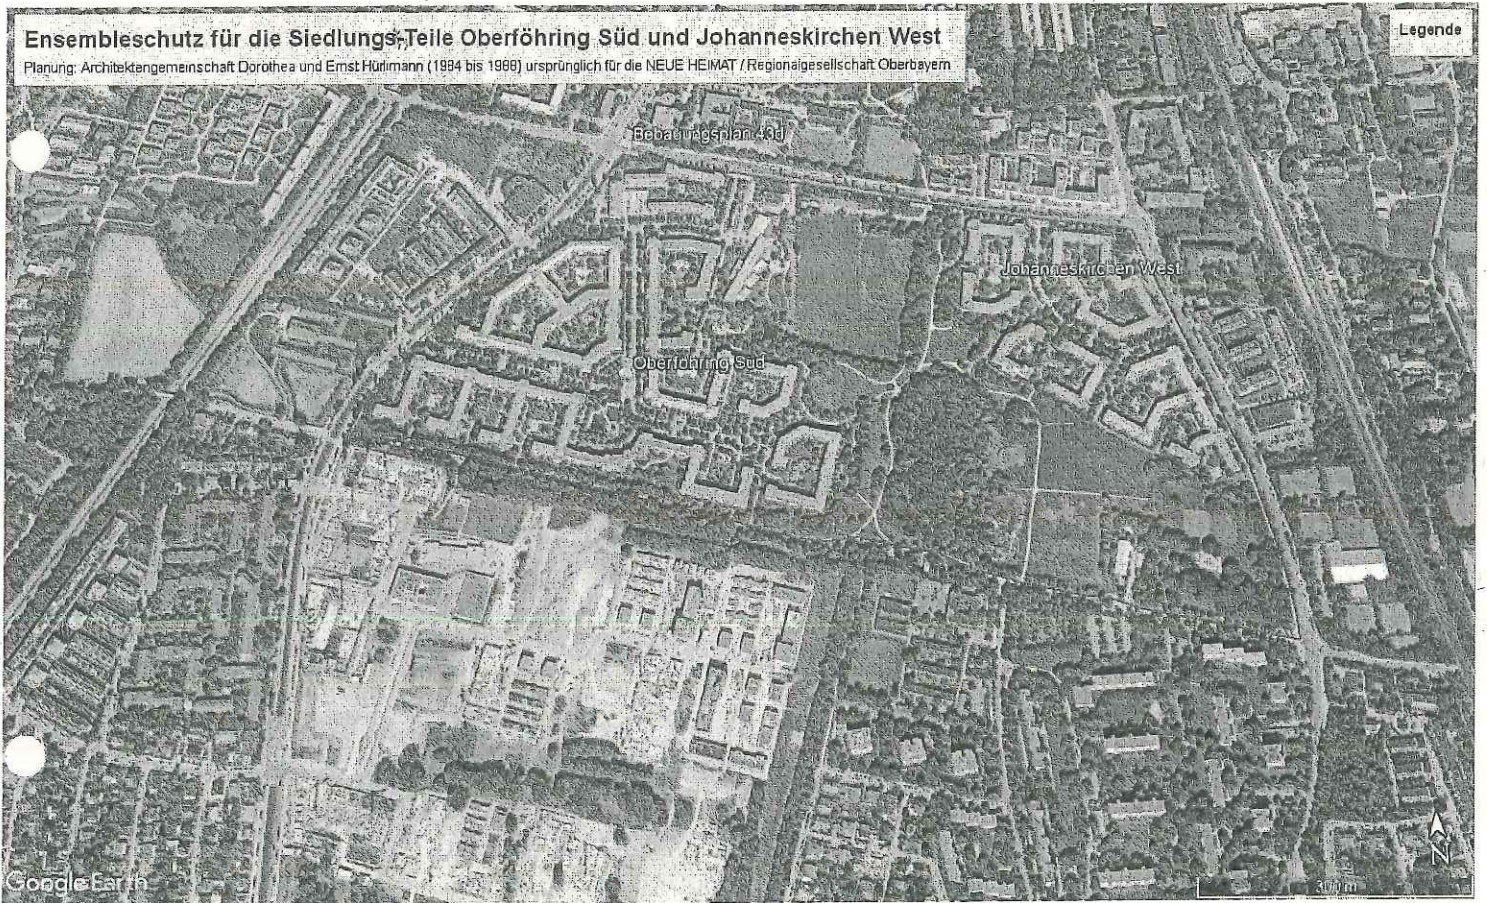 Ensembleschutz für die Siedlungs-Teile Oberföhring Süd und Johanneskirchen West
Planung: Architektengemeinschaft Dorothea und Ernst Hürlimann (1984 bis 1988) ursprünglich für die NEUE HEIMAT / Regionalgesellschaft Oberbayern
Legende
Bebauungsplan 43d
Johanneskirchen West
Oberföhring Süd
Google Earth
N
300 m